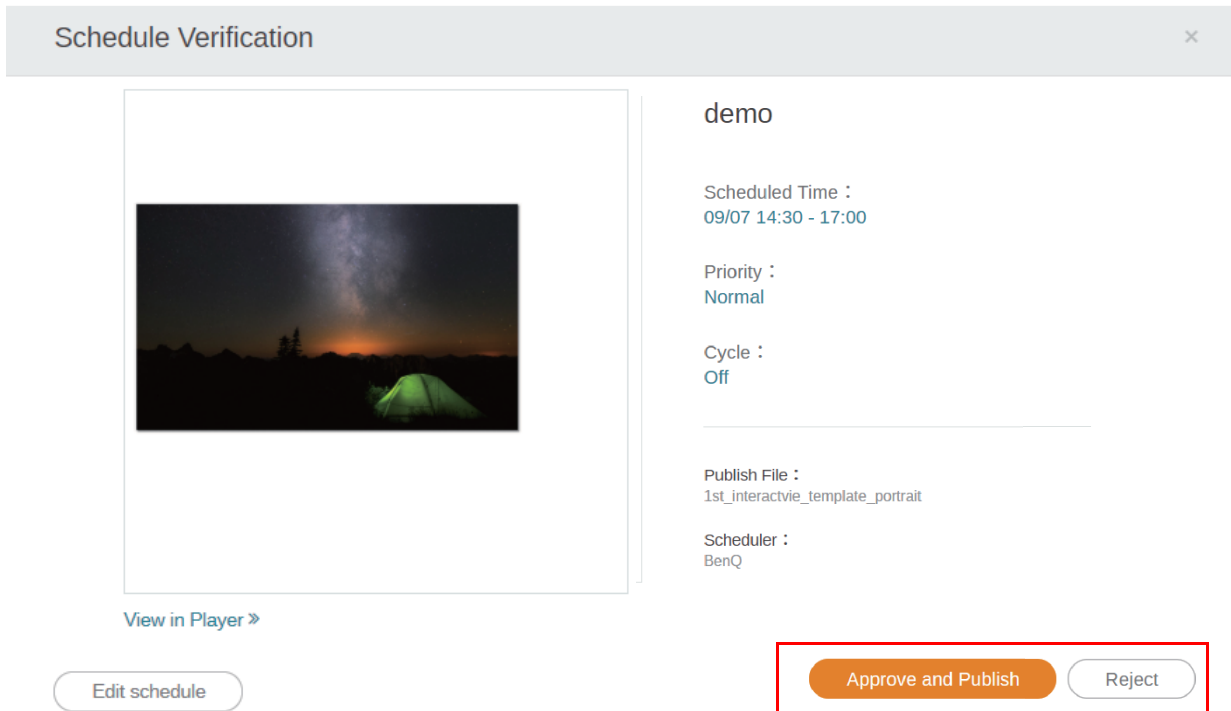 Schedule Verification
×
demo
Scheduled Time：
09/07 14:30 - 17:00
Priority：
Normal
Cycle：
Off
Publish File：
1st_interactvie_template_portrait
Scheduler：
BenQ
View in Player »
Edit schedule
Approve and Publish
Reject